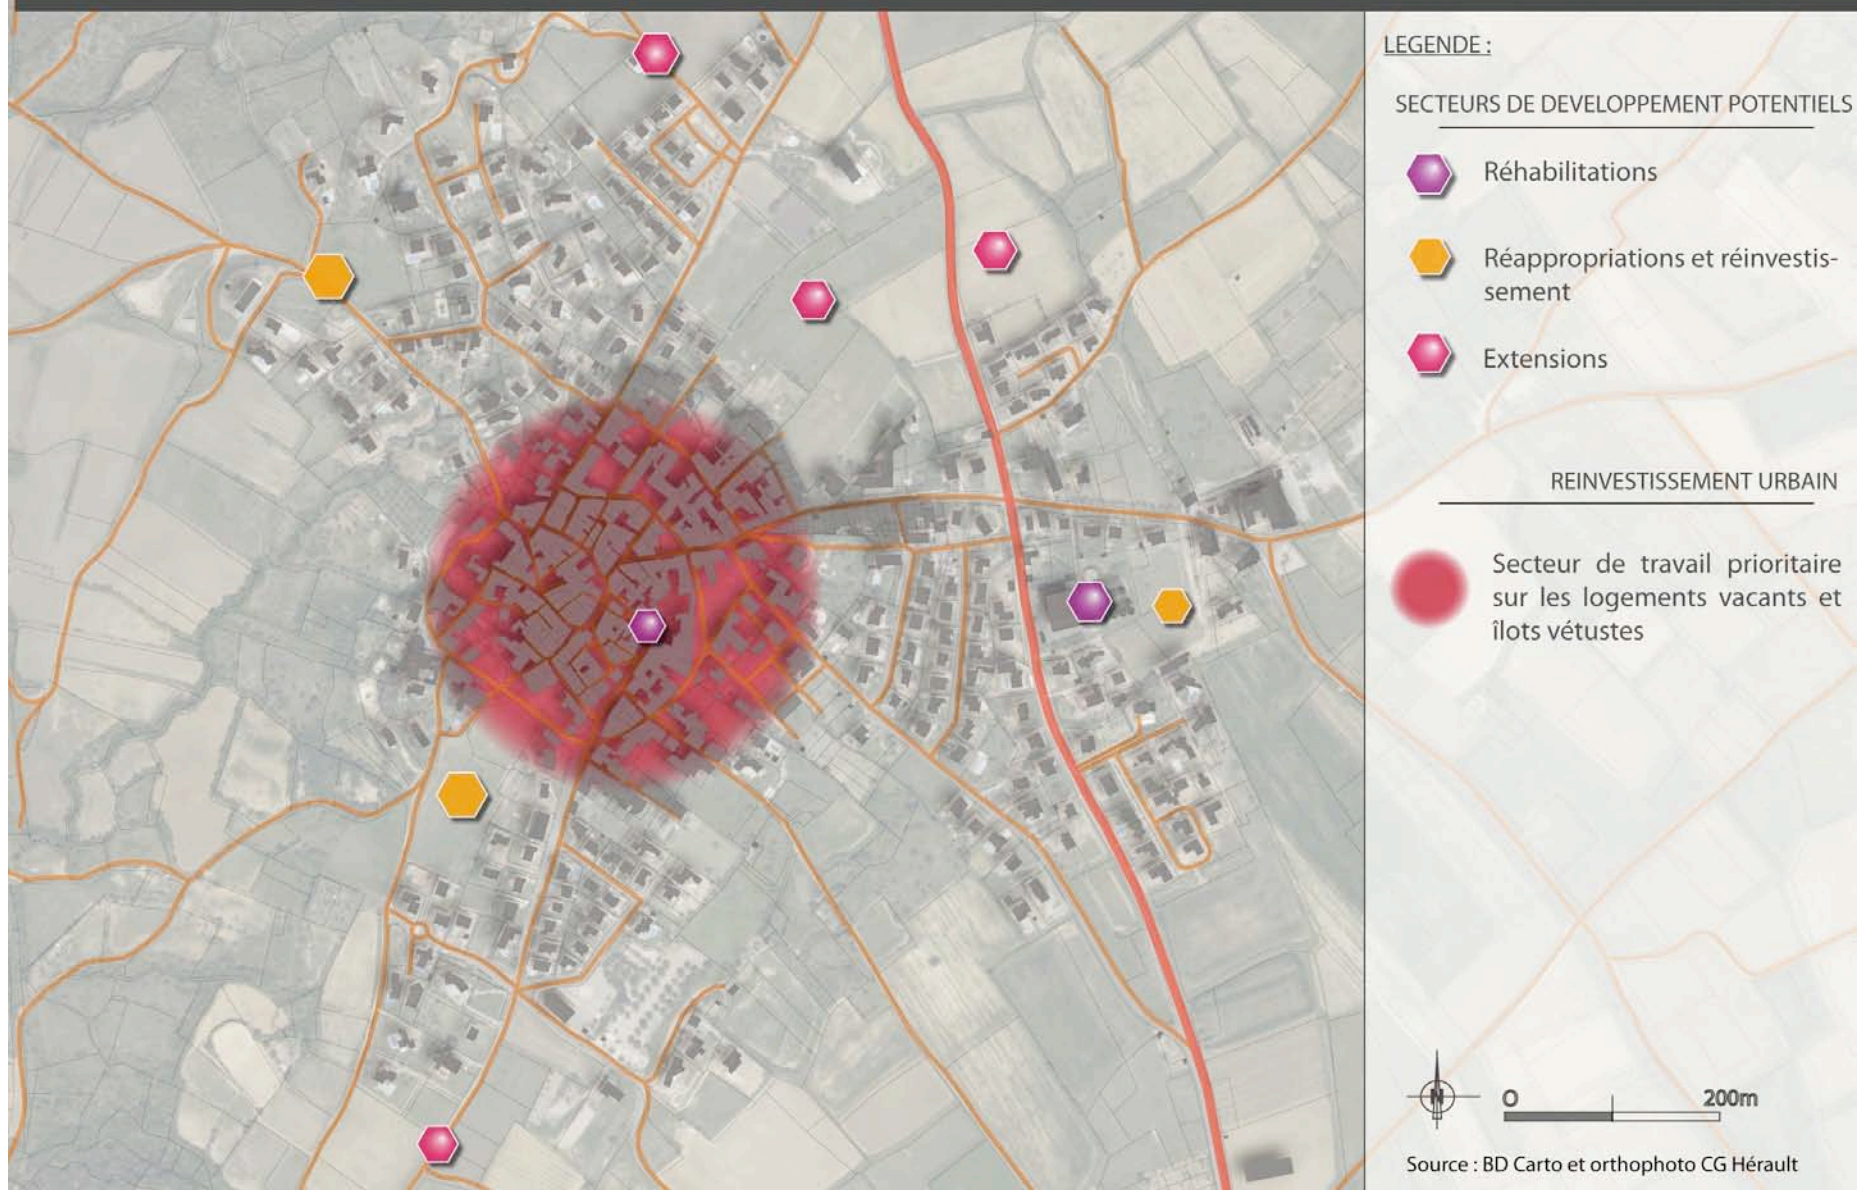 LEGENDE :
SECTEURS DE DEVELOPPEMENT POTENTIELS
Réhabilitations
Réappropriations et réinvestis-
sement
Extensions
REINVESTISSEMENT URBAIN
Secteur de travail prioritaire
sur les logements vacants et
îlots vétustes
N
0 200m
Source : BD Carto et orthophoto CG Hérault